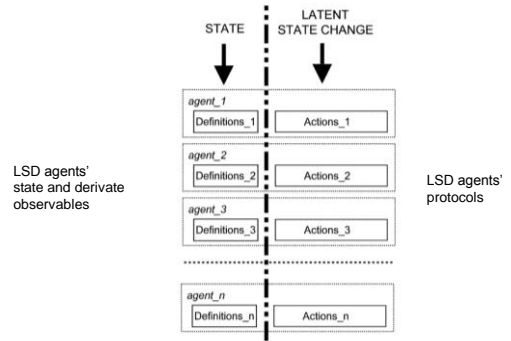 STATE
LATENT
STATE CHANGE
agent_1
Definitions_1
Actions_1
agent_2
Definitions_2
Actions_2
LSD agents'
state and derivate
observables
LSD agents'
protocols
agent_3
Definitions_3
Actions_3
agent_n
Definitions_n
Actions_n